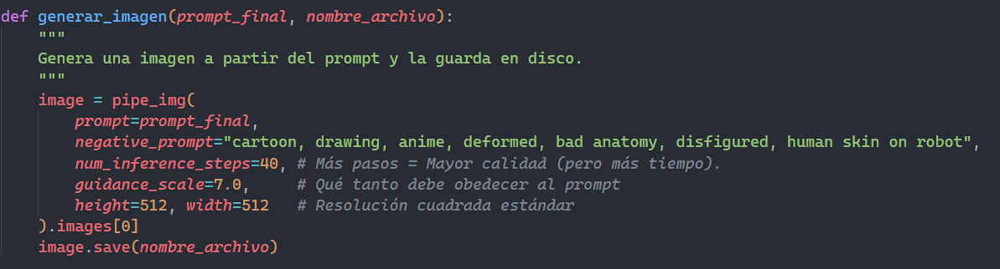 def generar_imagen(prompt_final, nombre_archivo):
    """
    Genera una imagen a partir del prompt y la guarda en disco.
    """
    image = pipe_img(
        prompt=prompt_final,
        negative_prompt="cartoon, drawing, anime, deformed, bad anatomy, disfigured, human skin on robot",
        num_inference_steps=40, # Más pasos = Mayor calidad (pero más tiempo).
        guidance_scale=7.0,     # Qué tanto debe obedecer al prompt
        height=512, width=512   # Resolución cuadrada estándar
    ).images[0]
    image.save(nombre_archivo)